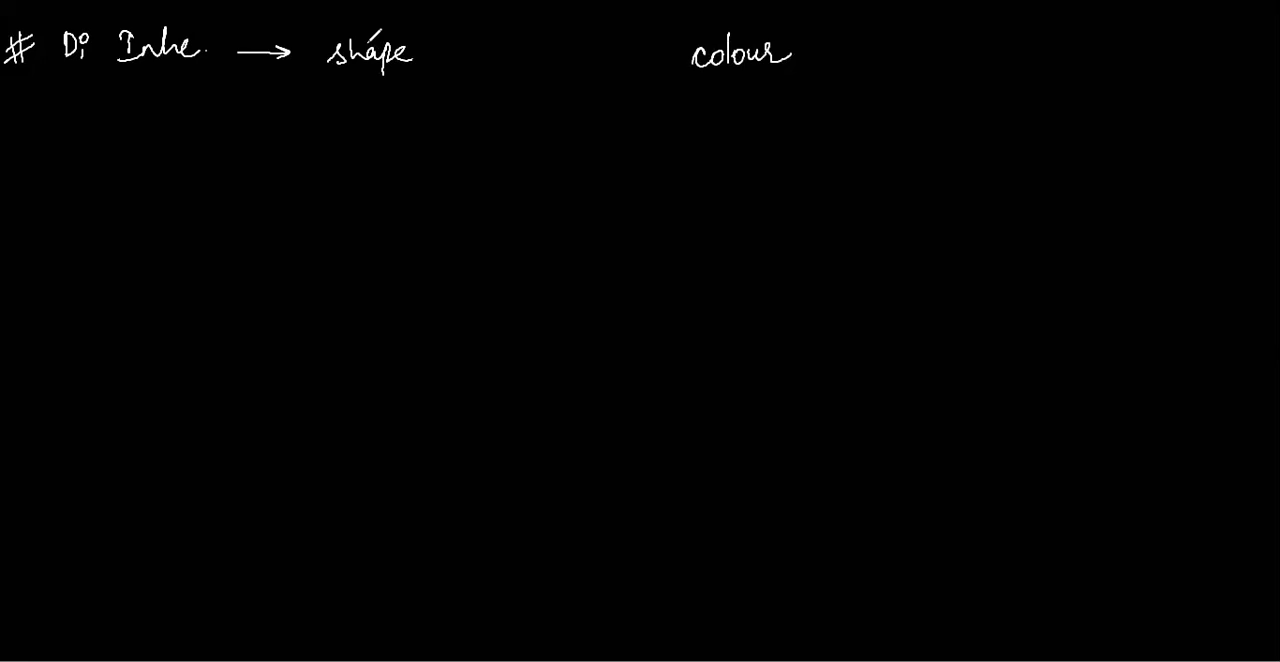 # Di Inhe. → shape colour